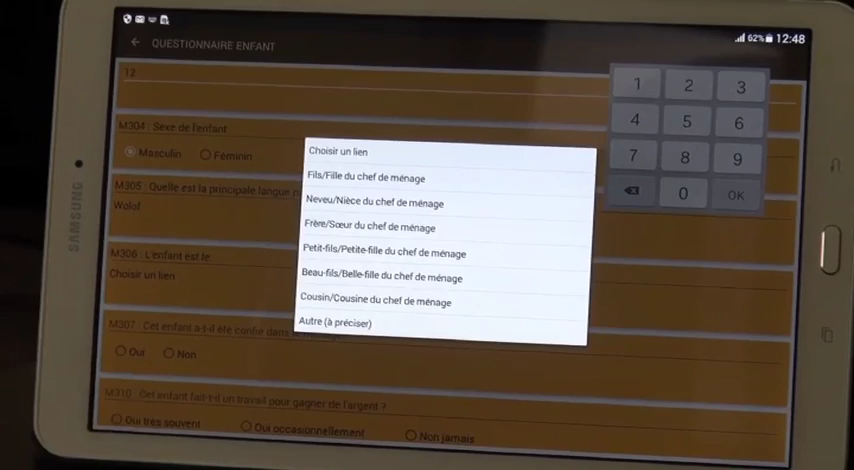 62% 12:48
QUESTIONNAIRE ENFANT
12
1 2 3
4 5 6
7 8 9
0 OK
M304 : Sexe de l'enfant
Masculin Féminin
M305 : Quelle est la principale langue
Wolof
M306 : L'enfant est le
Choisir un lien
M307 : Cet enfant a-t-il été confié dans
Oui Non
M310 : Cet enfant fait-il un travail pour gagner de l'argent ?
Oui très souvent Oui occasionnellement Non jamais
Choisir un lien
Fils/Fille du chef de ménage
Neveu/Nièce du chef de ménage
Frère/Sœur du chef de ménage
Petit-fils/Petite-fille du chef de ménage
Beau-fils/Belle-fille du chef de ménage
Cousin/Cousine du chef de ménage
Autre (à préciser)
SAMSUNG